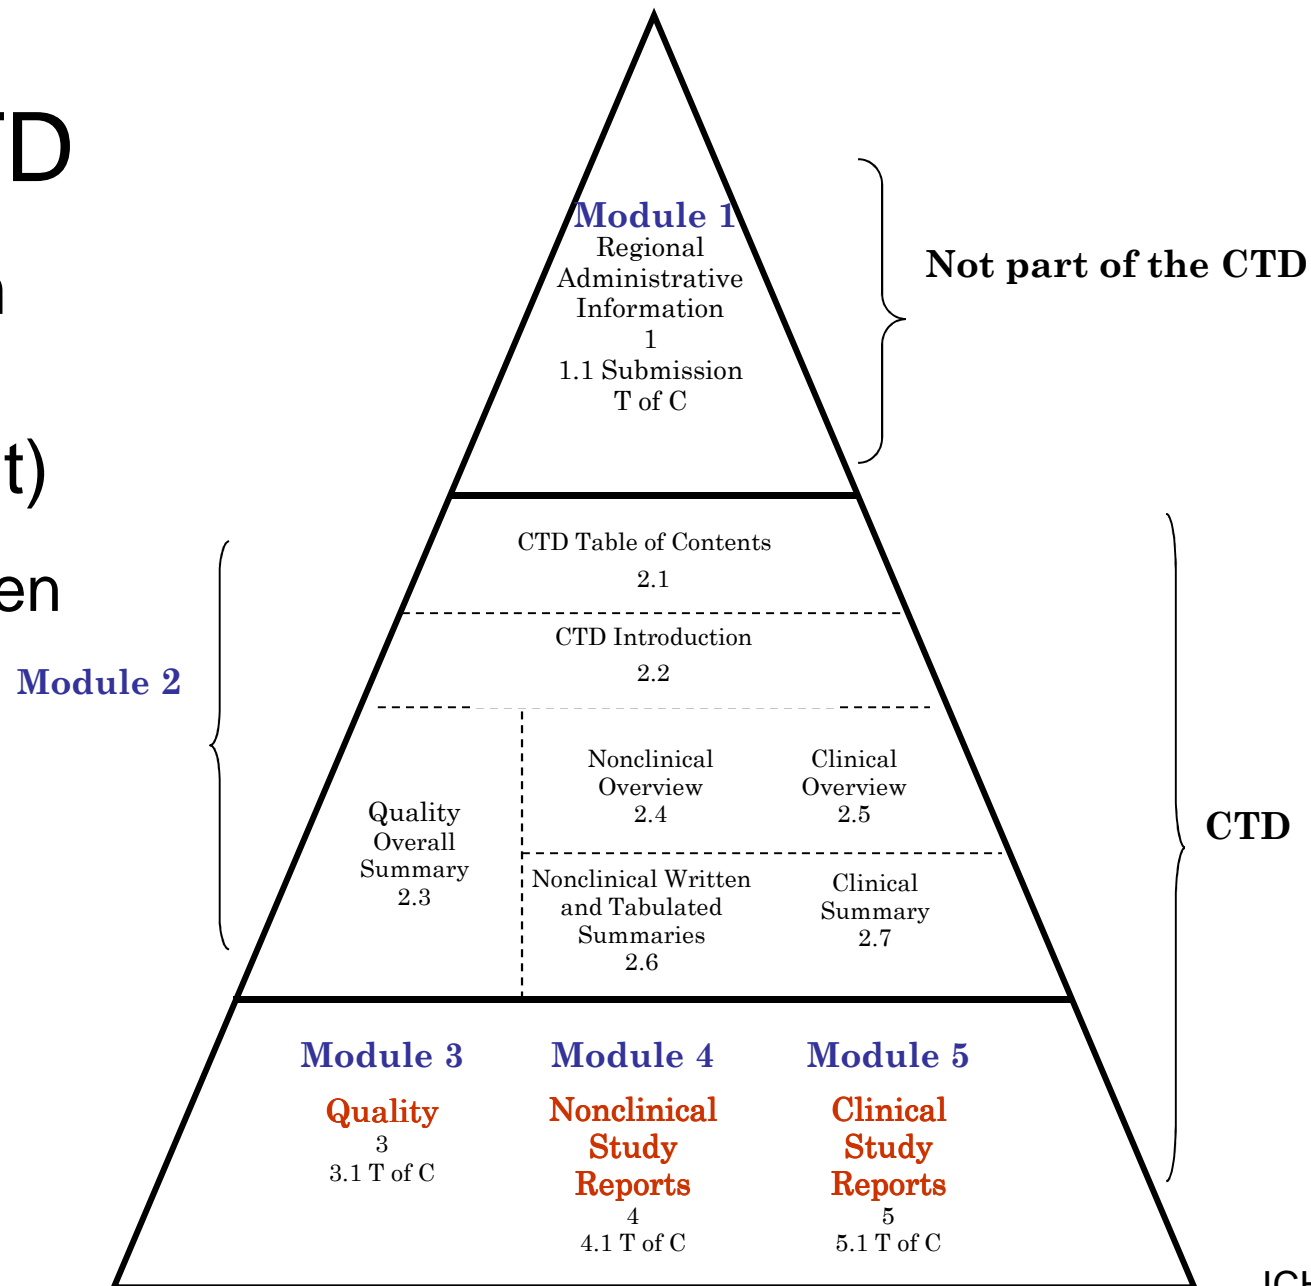 TD
n
t)
en
Module 1
Regional
Administrative
Information
1
1.1 Submission
T of C
Not part of the CTD
Module 2
CTD Table of Contents
2.1
CTD Introduction
2.2
Quality
Overall
Summary
2.3
Nonclinical
Overview
2.4
Clinical
Overview
2.5
Nonclinical Written
and Tabulated
Summaries
2.6
Clinical
Summary
2.7
CTD
Module 3
Quality
3
3.1 T of C
Module 4
Nonclinical
Study
Reports
4
4.1 T of C
Module 5
Clinical
Study
Reports
5
5.1 T of C